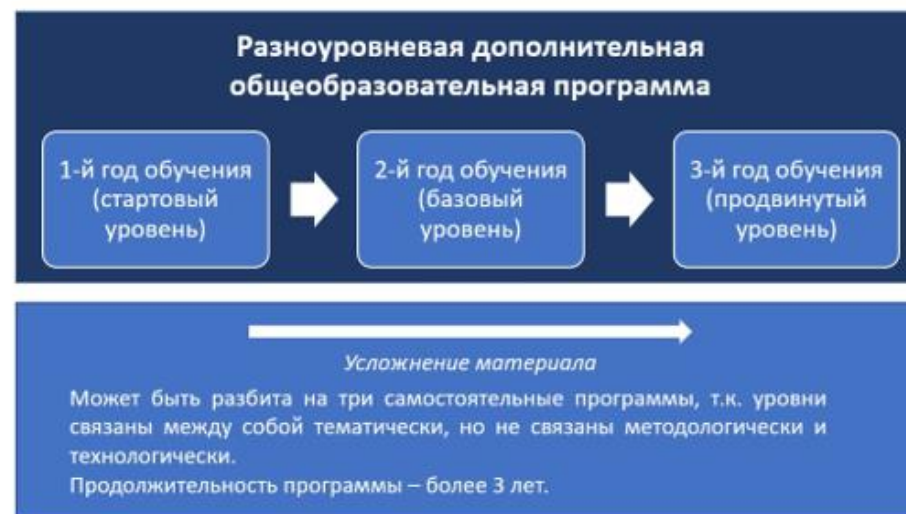 Разноуровневая дополнительная
общеобразовательная программа
1-й год обучения
(стартовый
уровень)
2-й год обучения
(базовый
уровень)
3-й год обучения
(продвинутый
уровень)
Усложнение материала
Может быть разбита на три самостоятельные программы, т.к. уровни
связаны между собой тематически, но не связаны методологически и
технологически.
Продолжительность программы – более 3 лет.